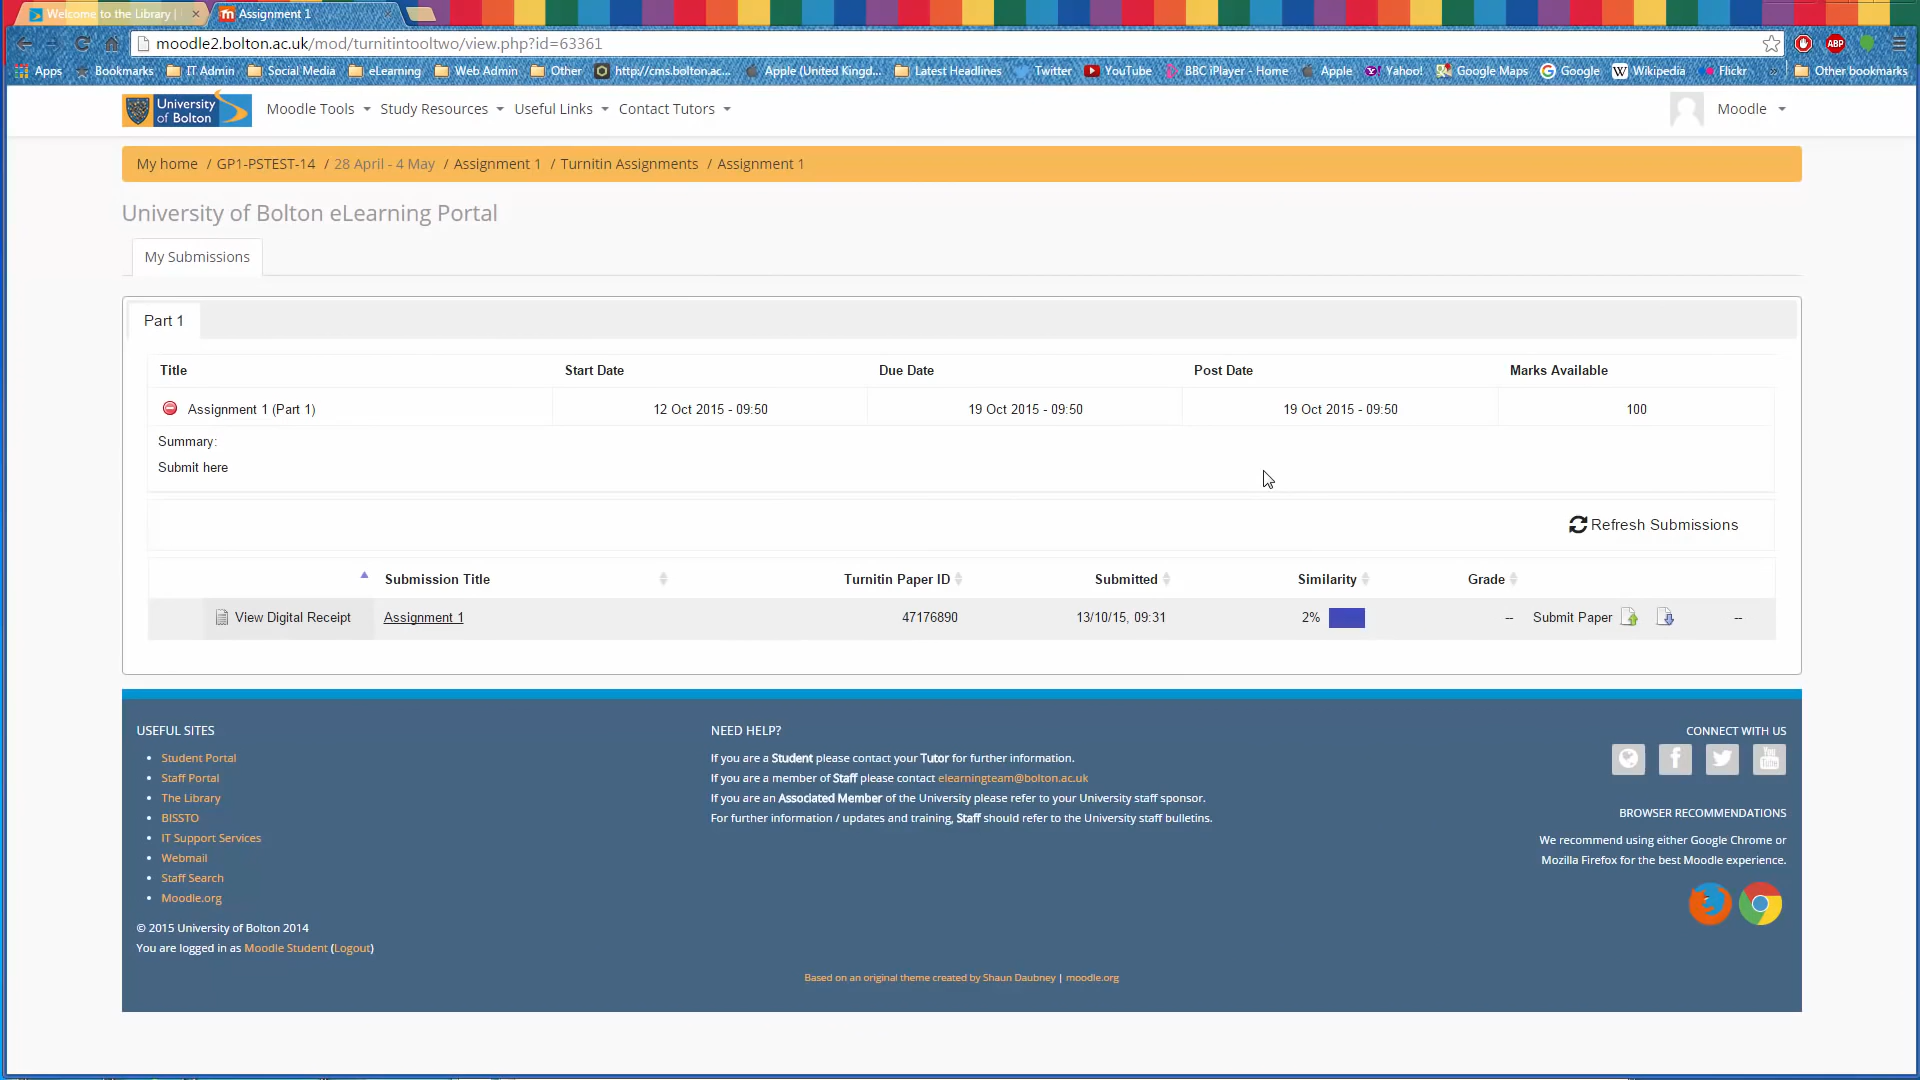 Welcome to the Library |
Assignment 1
moodle2.bolton.ac.uk/mod/turnitintooltwo/view.php?id=63361
ABP
Apps Bookmarks IT Admin Social Media eLearning Web Admin Other http://cms.bolton.ac... Apple (United Kingd... Latest Headlines Twitter YouTube BBC iPlayer - Home Apple Yahoo! Google Maps Google Wikipedia Flickr » Other bookmarks
University of Bolton
Moodle Tools Study Resources Useful Links Contact Tutors Moodle
My home / GP1-PSTEST-14 / 28 April - 4 May / Assignment 1 / Turnitin Assignments / Assignment 1
University of Bolton eLearning Portal
My Submissions
Part 1
Title Start Date Due Date Post Date Marks Available
Assignment 1 (Part 1) 12 Oct 2015 - 09:50 19 Oct 2015 - 09:50 19 Oct 2015 - 09:50 100
Summary:
Submit here
Refresh Submissions
Submission Title Turnitin Paper ID Submitted Similarity Grade
View Digital Receipt Assignment 1 47176890 13/10/15, 09:31 2% -- Submit Paper --
USEFUL SITES
Student Portal
Staff Portal
The Library
BISSTO
IT Support Services
Webmail
Staff Search
Moodle.org
© 2015 University of Bolton 2014
You are logged in as Moodle Student (Logout)
NEED HELP?
If you are a Student please contact your Tutor for further information.
If you are a member of Staff please contact elearningteam@bolton.ac.uk
If you are an Associated Member of the University please refer to your University staff sponsor.
For further information / updates and training, Staff should refer to the University staff bulletins.
CONNECT WITH US
You Tube
BROWSER RECOMMENDATIONS
We recommend using either Google Chrome or
Mozilla Firefox for the best Moodle experience.
Based on an original theme created by Shaun Daubney | moodle.org